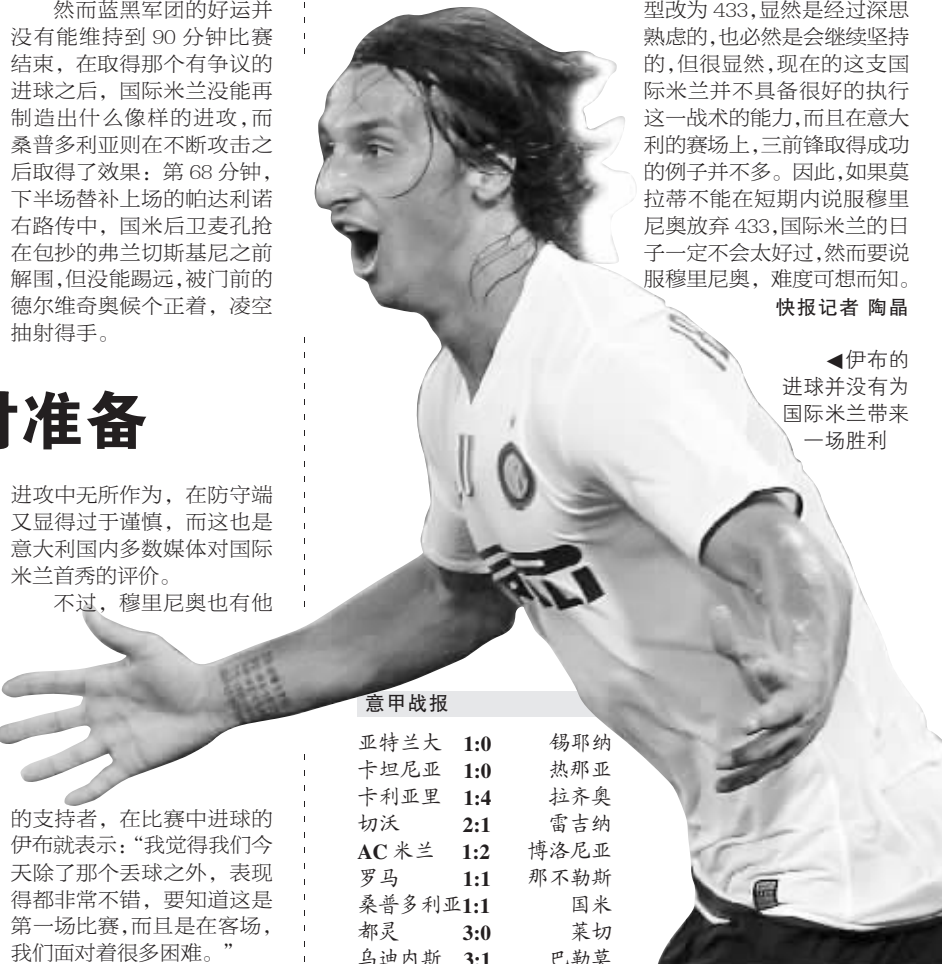 然而蓝黑军团的好运并
没有能维持到 90 分钟比赛
结束，在取得那个有争议的
进球之后，国际米兰没能再
制造出什么像样的进攻，而
桑普多利亚则在不断攻击之
后取得了效果：第 68 分钟，
下半场替补上场的帕达利诺
右路传中，国米后卫麦孔抢
在包抄的弗兰切斯基尼之前
解围，但没能踢远，被门前的
德尔维奇奥候个正着，凌空
抽射得手。
准备
进攻中无所作为，在防守端
又显得过于谨慎，而这也是
意大利国内多数媒体对国际
米兰首秀的评价。
不过，穆里尼奥也有他
的支持者，在比赛中进球的
伊布就表示：“我觉得我们今
天除了那个丢球之外，表现
得都非常不错，要知道这是
第一场比赛，而且是在客场，
我们面对着很多困难。”
型改为 433，显然是经过深思
熟虑的，也必然是会继续坚持
的，但很显然，现在的这支国
际米兰并不具备很好的执行
这一战术的能力，而且在意大
利的赛场上，三前锋取得成功
的例子并不多。因此，如果莫
拉蒂不能在短期内说服穆里
尼奥放弃 433，国际米兰的日
子一定不会太好过，然而要说
服穆里尼奥，难度可想而知。
快报记者 陶晶
◀伊布的
进球并没有为
国际米兰带来
一场胜利
意甲战报
亚特兰大 1:0 锡耶纳
卡坦尼亚 1:0 热那亚
卡利亚里 1:4 拉齐奥
切沃 2:1 雷吉纳
AC 米兰 1:2 博洛尼亚
罗马 1:1 那不勒斯
桑普多利亚1:1 国米
都灵 3:0 莱切
乌迪内斯 3:1 巴勒莫